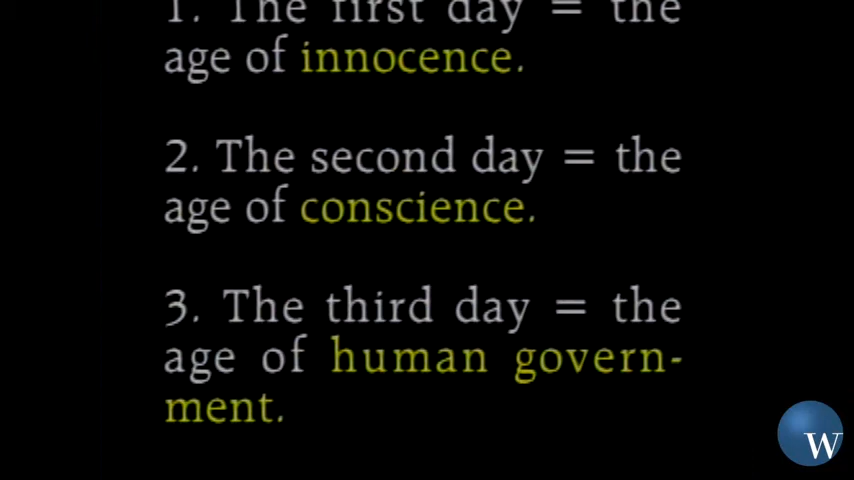 1. The first day = the
age of innocence.
2. The second day = the
age of conscience.
3. The third day = the
age of human govern-
ment.
W